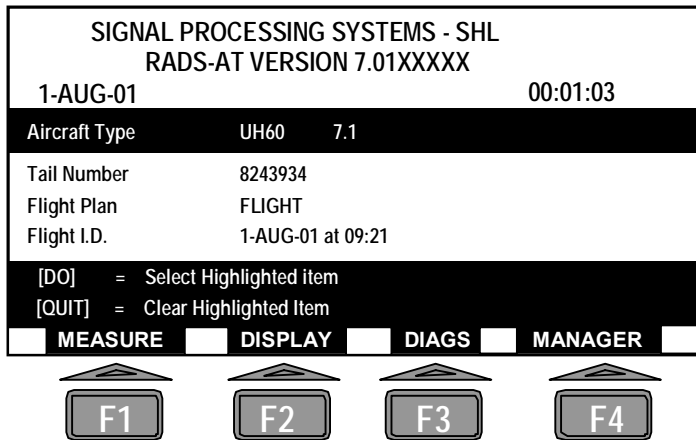 SIGNAL PROCESSING SYSTEMS - SHL
RADS-AT VERSION 7.01XXXXX
1-AUG-01 00:01:03
Aircraft Type UH60 7.1
Tail Number 8243934
Flight Plan FLIGHT
Flight I.D. 1-AUG-01 at 09:21
[DO] = Select Highlighted item
[QUIT] = Clear Highlighted Item
MEASURE DISPLAY DIAGS MANAGER
F1 F2 F3 F4